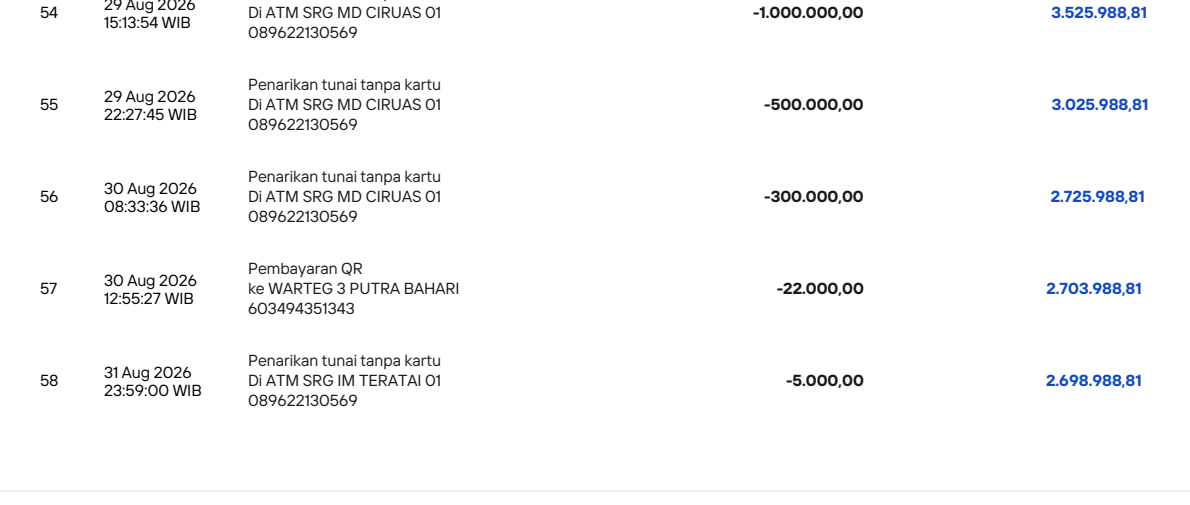 54
29 Aug 2026
15:13:54 WIB
Di ATM SRG MD CIRUAS 01
089622130569
-1.000.000,00
3.525.988,81
55
29 Aug 2026
22:27:45 WIB
Penarikan tunai tanpa kartu
Di ATM SRG MD CIRUAS 01
089622130569
-500.000,00
3.025.988,81
56
30 Aug 2026
08:33:36 WIB
Penarikan tunai tanpa kartu
Di ATM SRG MD CIRUAS 01
089622130569
-300.000,00
2.725.988,81
57
30 Aug 2026
12:55:27 WIB
Pembayaran QR
ke WARTEG 3 PUTRA BAHARI
603494351343
-22.000,00
2.703.988,81
58
31 Aug 2026
23:59:00 WIB
Penarikan tunai tanpa kartu
Di ATM SRG IM TERATAI 01
089622130569
-5.000,00
2.698.988,81